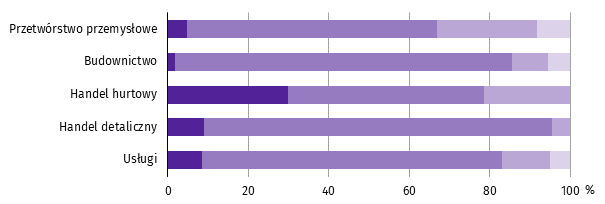 Przetwórstwo przemysłowe
Budownictwo
Handel hurtowy
Handel detaliczny
Usługi
0 20 40 60 80 100 %